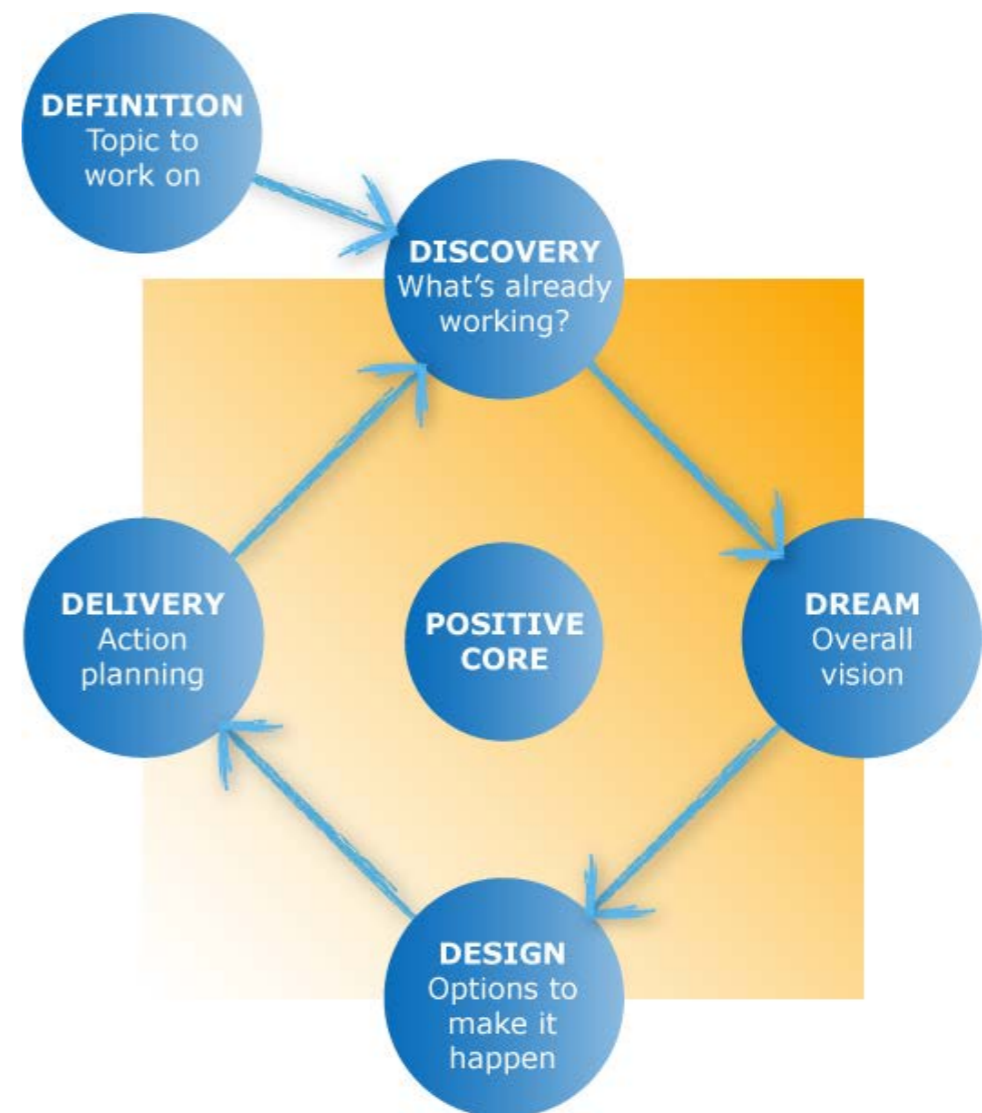 DEFINITION
Topic to
work on
DISCOVERY
What’s already
working?
DELIVERY
Action
planning
POSITIVE
CORE
DREAM
Overall
vision
DESIGN
Options to
make it
happen